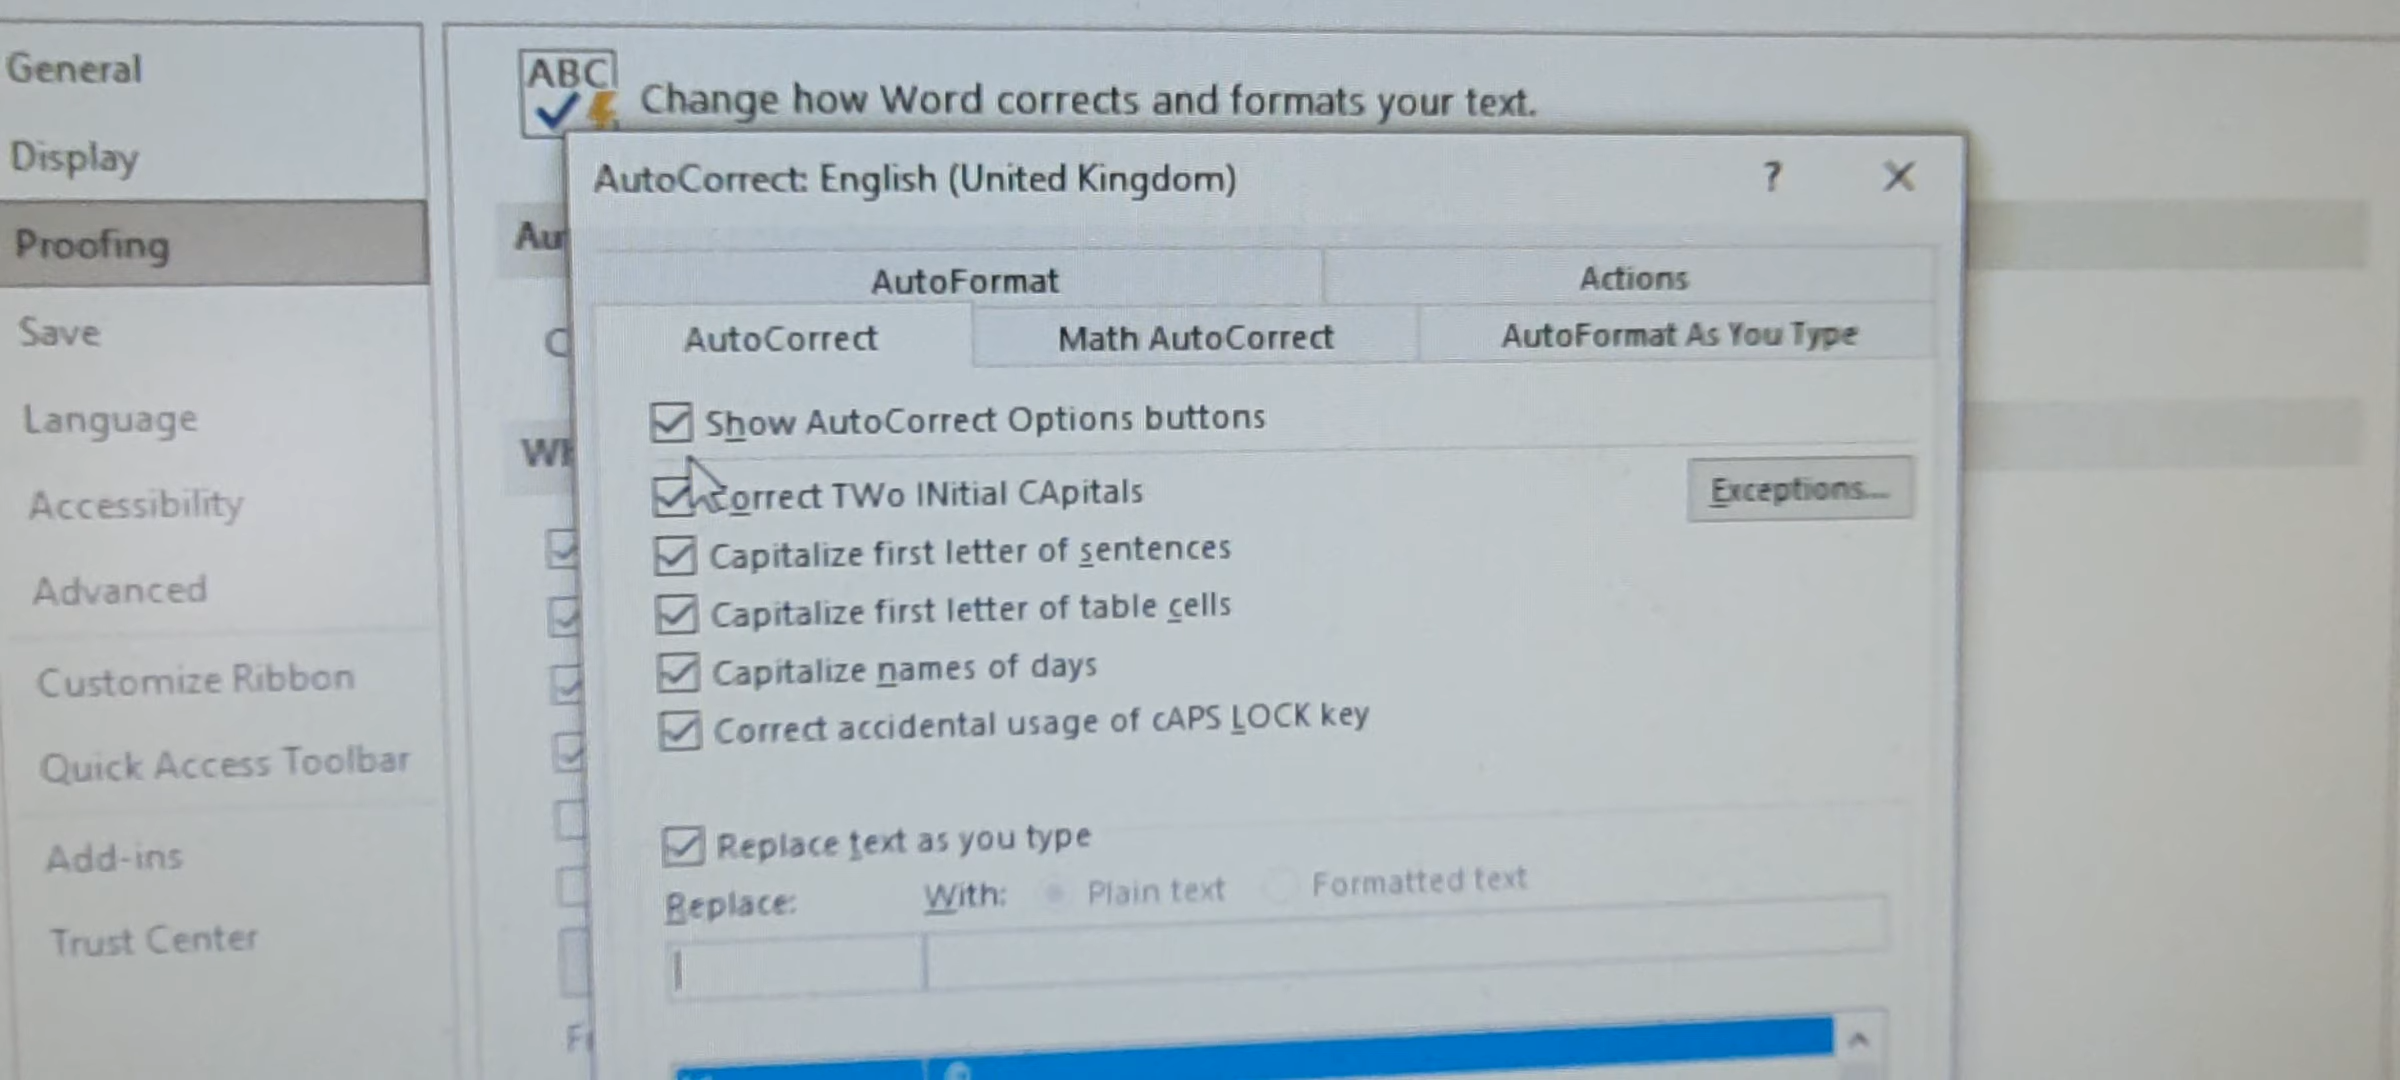 General
Display
Proofing
Save
Language
Accessibility
Advanced
Customize Ribbon
Quick Access Toolbar
Add-ins
Trust Center
ABC
Change how Word corrects and formats your text.
AutoCorrect: English (United Kingdom)
?
AutoFormat
Actions
AutoCorrect
Math AutoCorrect
AutoFormat As You Type
Show AutoCorrect Options buttons
Correct TWo INitial CApitals
Exceptions...
Capitalize first letter of sentences
Capitalize first letter of table cells
Capitalize names of days
Correct accidental usage of cAPS LOCK key
Replace text as you type
Replace:
With:
Plain text
Formatted text